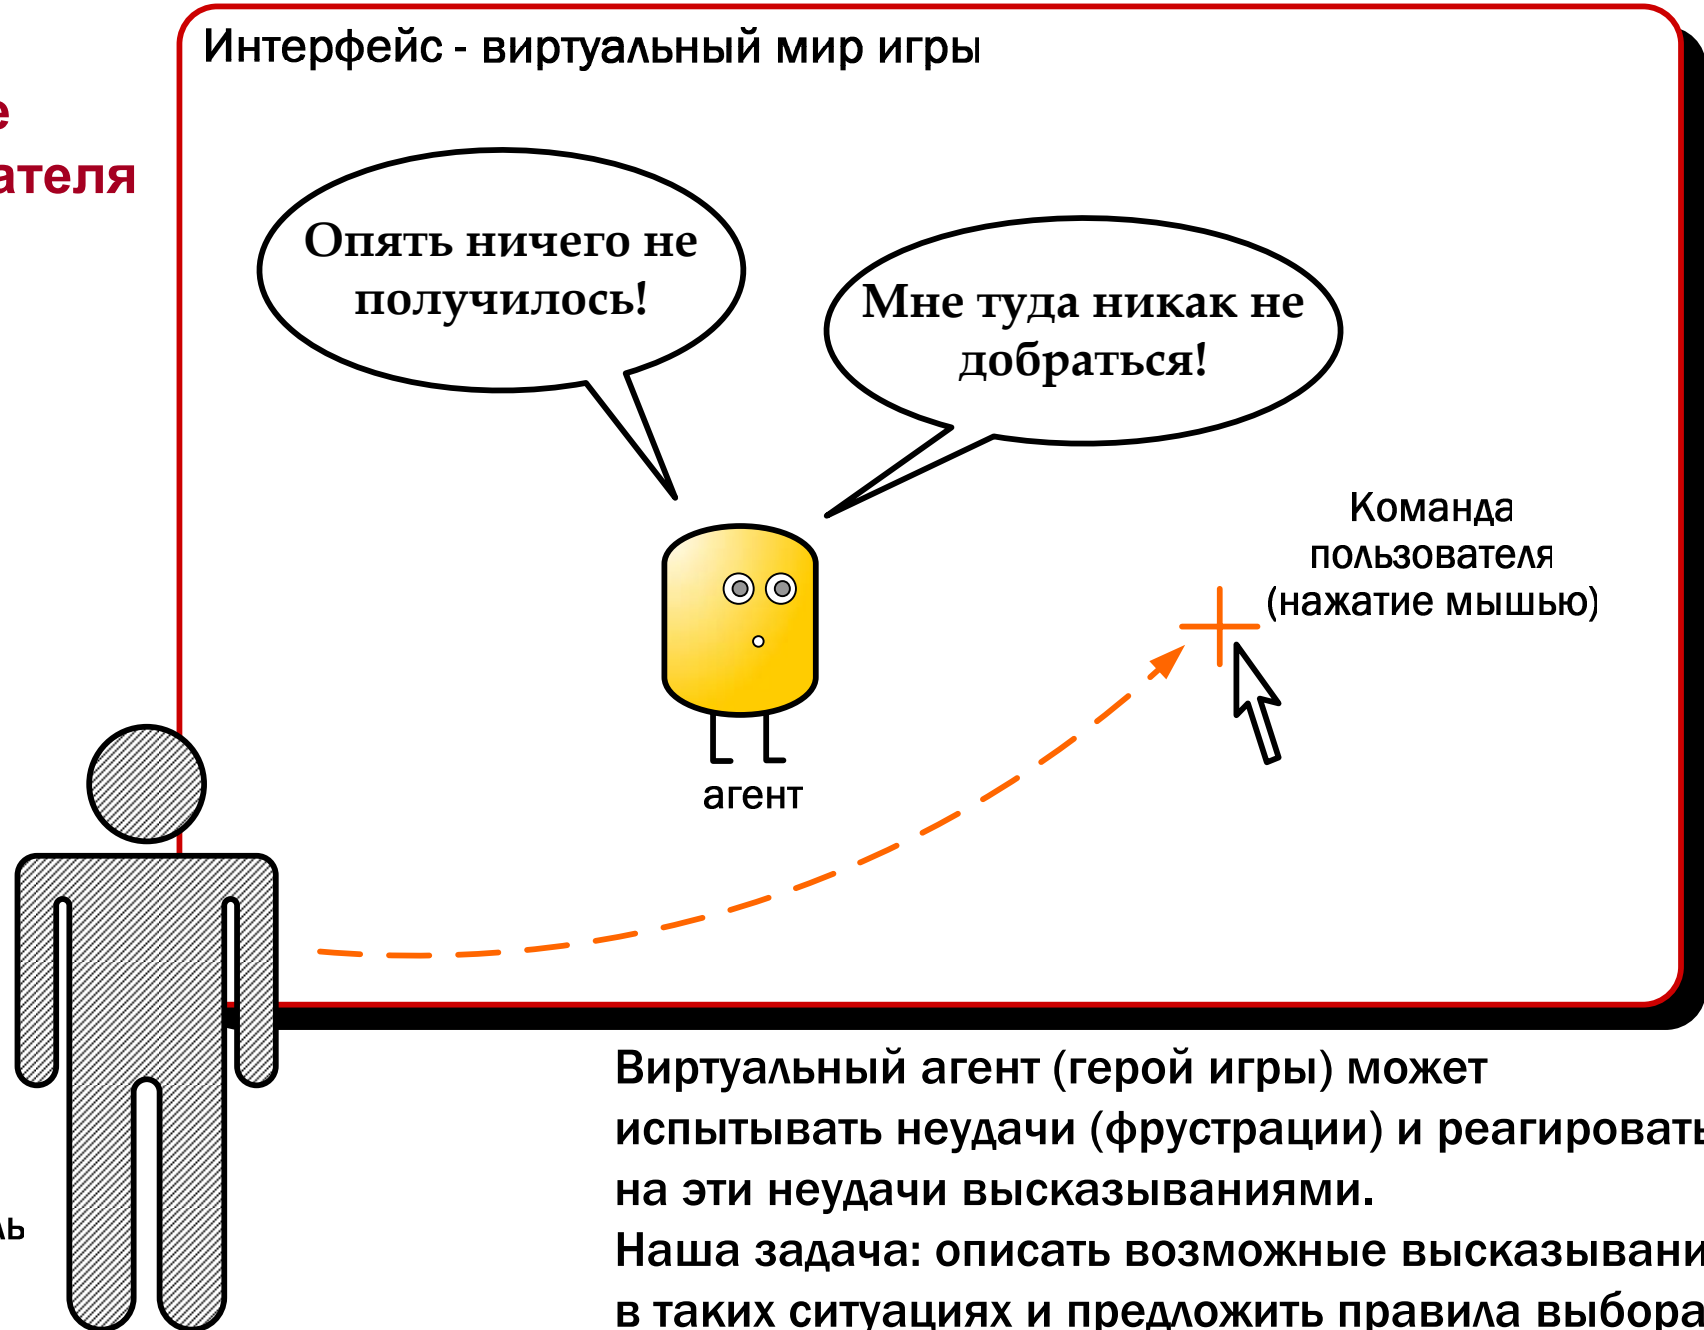 Интерфейс - виртуальный мир игры
Опять ничего не
получилось!
Мне туда никак не
добраться!
Команда
пользователя
(нажатие мышью)
агент
Виртуальный агент (герой игры) может
испытывать неудачи (фрустрации) и реагировать
на эти неудачи высказываниями.
Наша задача: описать возможные
в таких ситуациях и предложить правила выбора